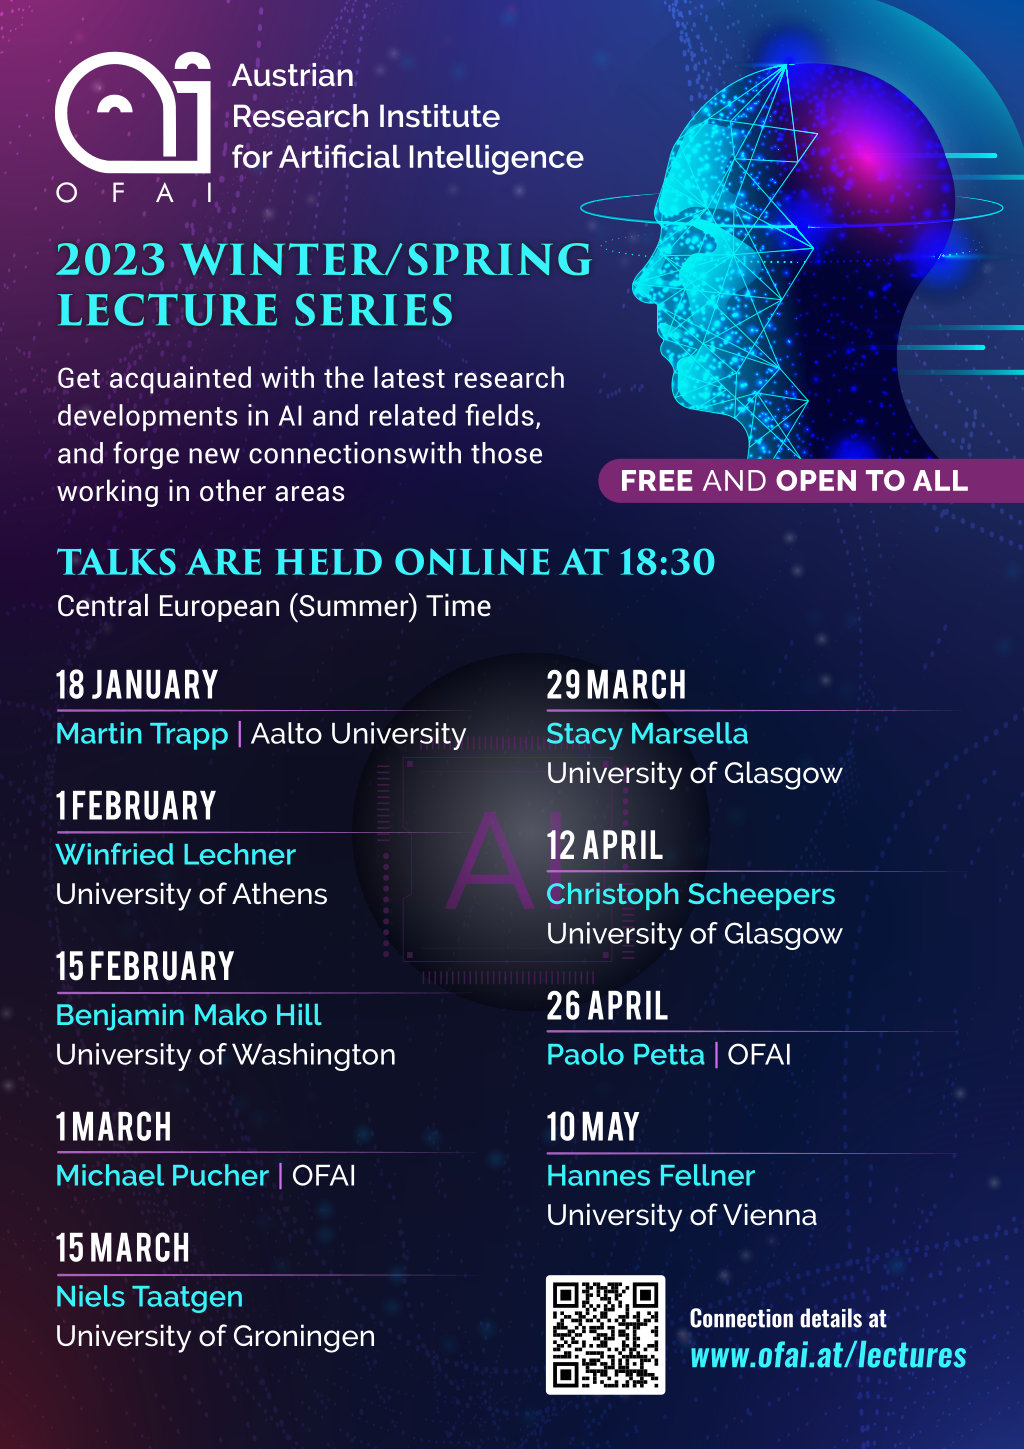 OFAI
Austrian
Research Institute
for Artificial Intelligence
2023 WINTER/SPRING
LECTURE SERIES
Get acquainted with the latest research
developments in AI and related fields,
and forge new connectionswith those
working in other areas
FREE AND OPEN TO ALL
TALKS ARE HELD ONLINE AT 18:30
Central European (Summer) Time
18 JANUARY
Martin Trapp | Aalto University
1 FEBRUARY
Winfried Lechner
University of Athens
15 FEBRUARY
Benjamin Mako Hill
University of Washington
1 MARCH
Michael Pucher | OFAI
15 MARCH
Niels Taatgen
University of Groningen
AI
29 MARCH
Stacy Marsella
University of Glasgow
12 APRIL
Christoph Scheepers
University of Glasgow
26 APRIL
Paolo Petta | OFAI
10 MAY
Hannes Fellner
University of Vienna
Connection details at
www.ofai.at/lectures